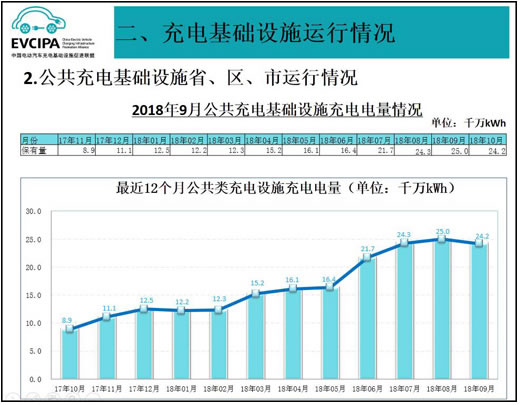 EVCIPA
China Electric Vehicle
Charging Infrastructure
Promotion Alliance
中国电动汽车充电基础设施促进联盟
二、充电基础设施运行情况
2.公共充电基础设施省、区、市运行情况
2018年9月公共充电基础设施充电电量情况
单位：千万kWh
月份 17年11月 17年12月 18年01月 18年02月 18年03月 18年04月 18年05月 18年06月 18年07月 18年08月 18年09月 18年10月
保有量 8.9 11.1 12.5 12.2 12.3 15.2 16.1 16.4 21.7 24.3 25.0 24.2
最近12个月公共类充电设施充电电量（单位：千万kWh）
30.0
25.0
20.0
15.0
10.0
5.0
0.0
8.9 11.1 12.5 12.2 12.3 15.2 16.1 16.4 21.7 24.3 25.0 24.2
17年10月 17年11月 17年12月 18年01月 18年02月 18年03月 18年04月 18年05月 18年06月 18年07月 18年08月 18年09月